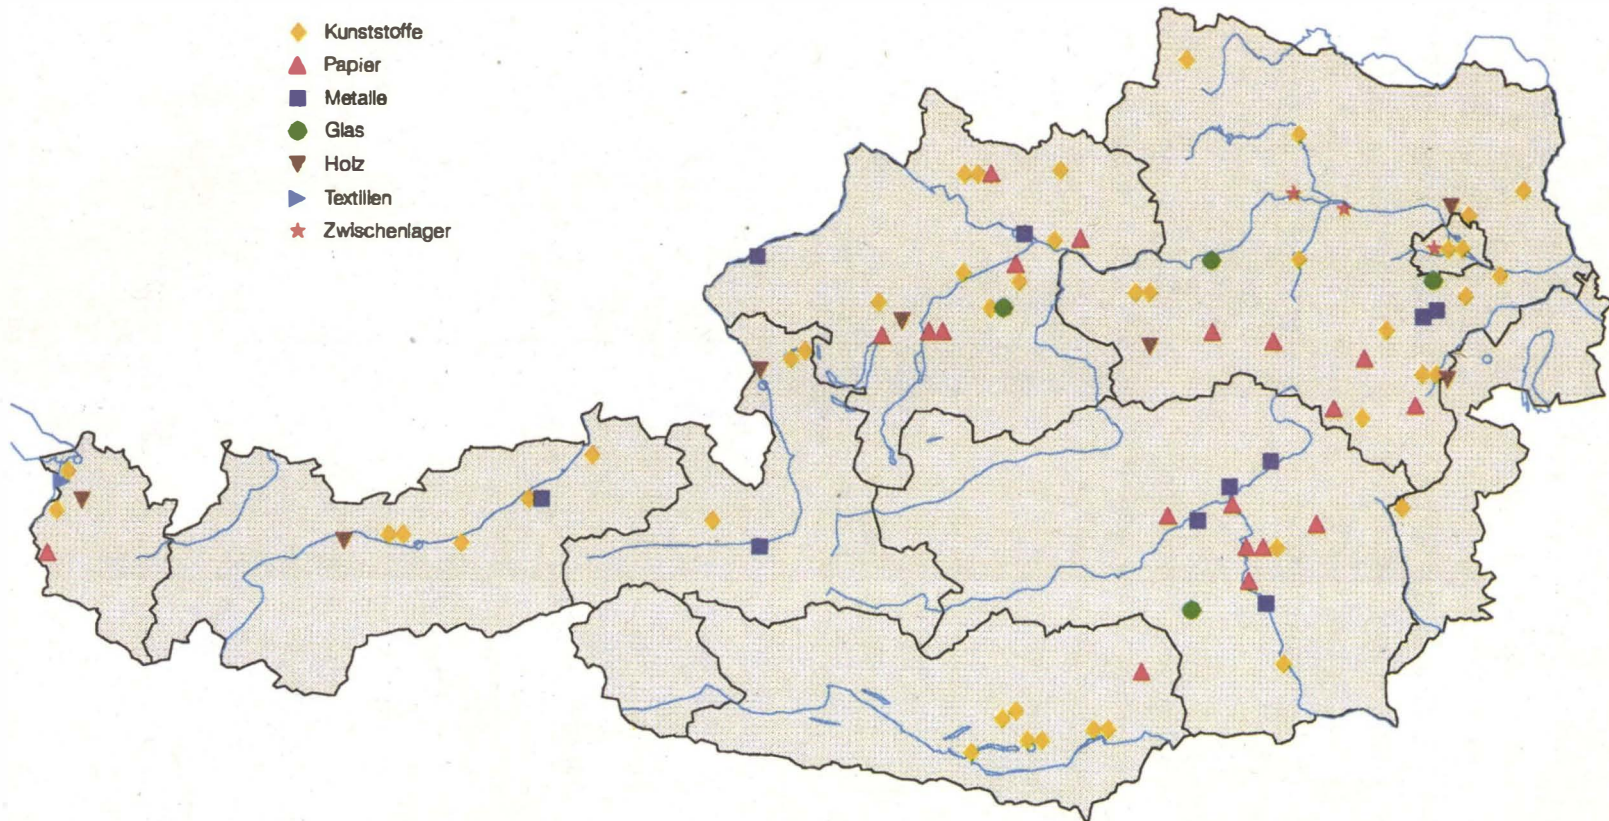 Kunststoffe
Papier
Metalle
Glas
Holz
Textilien
Zwischenlager